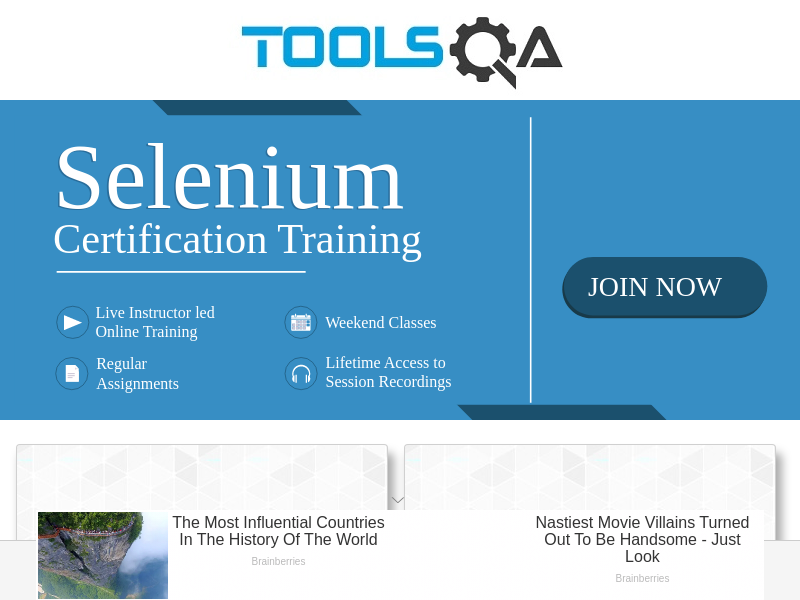 TOOLSQA
Selenium
Certification Training
JOIN NOW
Live Instructor led
Online Training
Weekend Classes
Regular
Assignments
Lifetime Access to
Session Recordings
The Most Influential Countries
In The History Of The World
Brainberries
Nastiest Movie Villains Turned
Out To Be Handsome - Just
Look
Brainberries